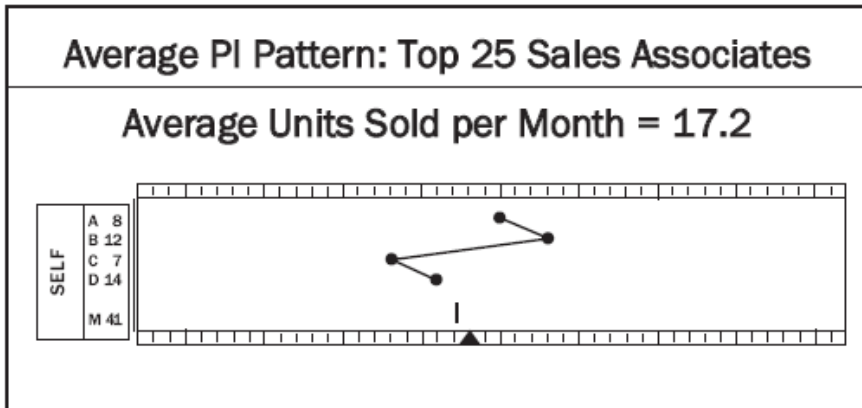 Average PI Pattern: Top 25 Sales Associates
Average Units Sold per Month = 17.2
SELF
A 8
B 12
C 7
D 14
M 41